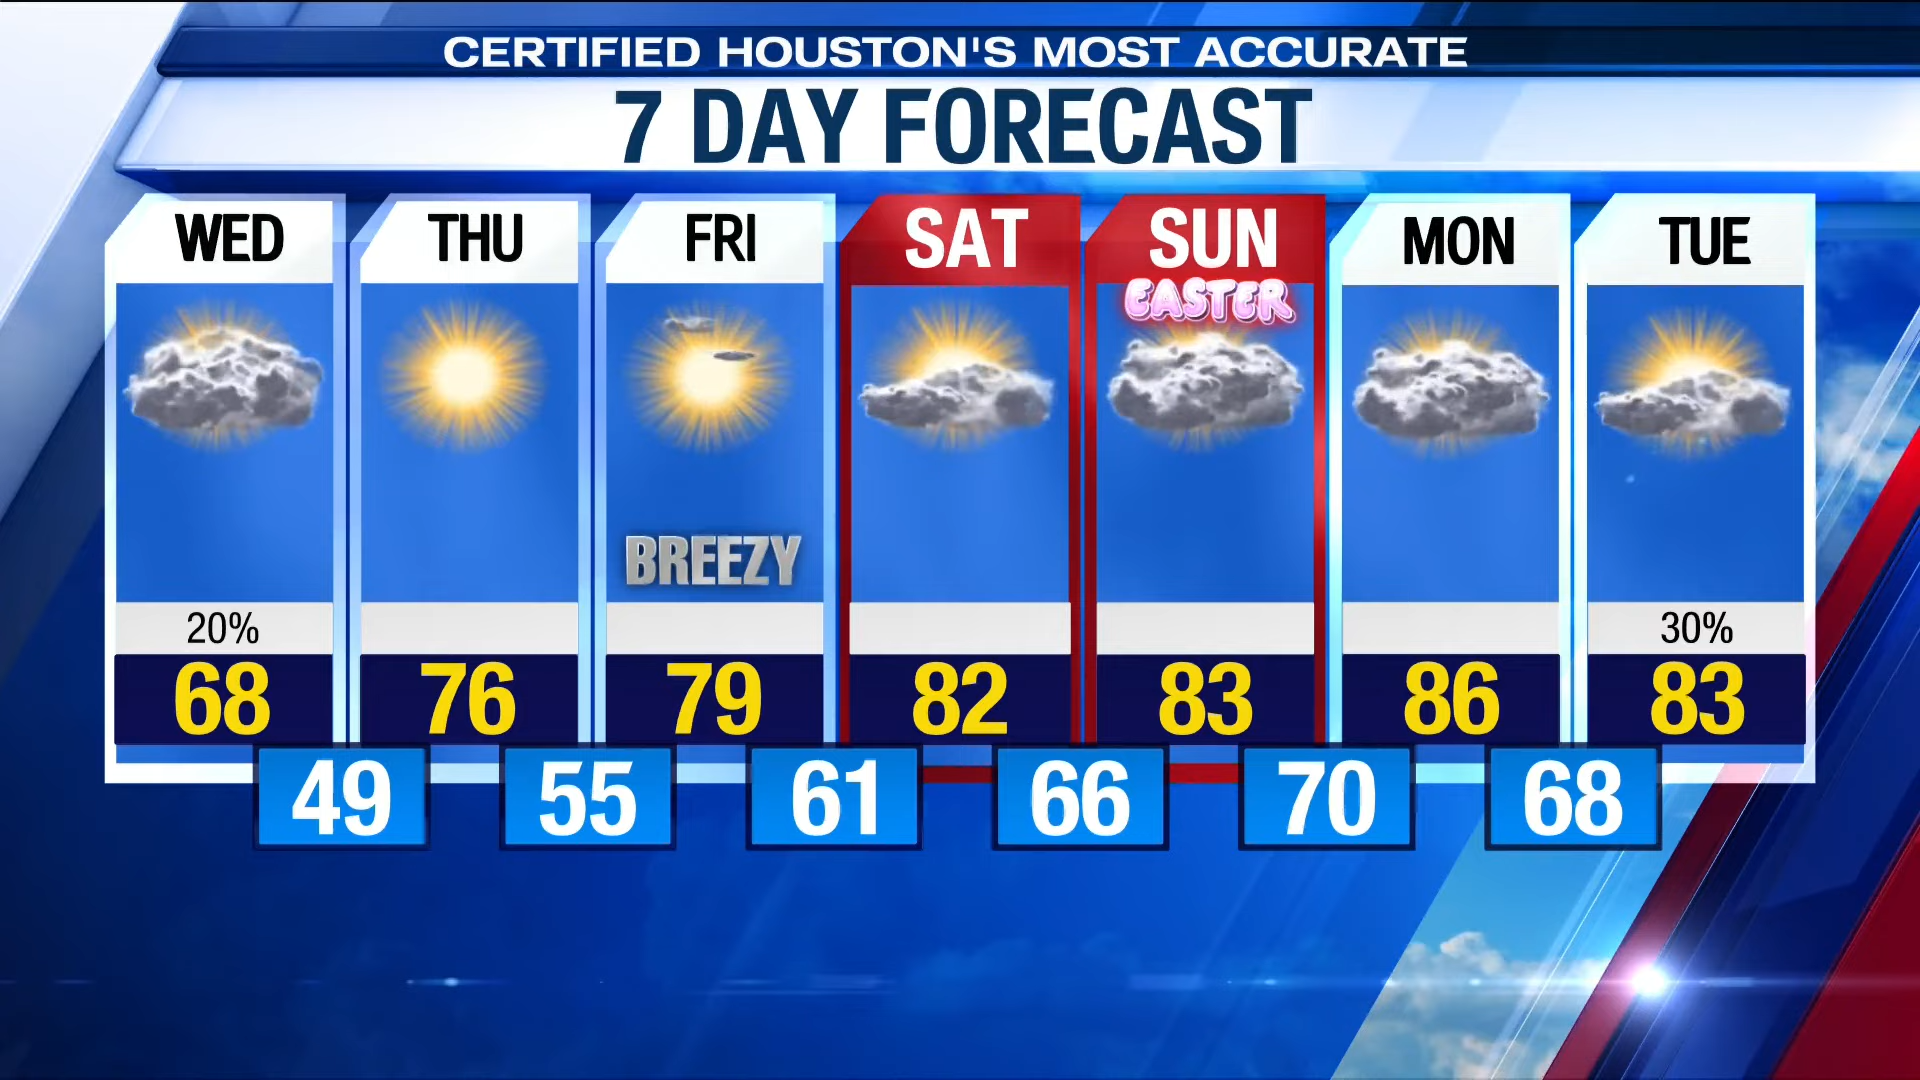 CERTIFIED HOUSTON'S MOST ACCURATE
7 DAY FORECAST
WED THU FRI SAT SUN MON TUE
EASTER
BREEZY
20% 30%
68 76 79 82 83 86 83
49 55 61 66 70 68